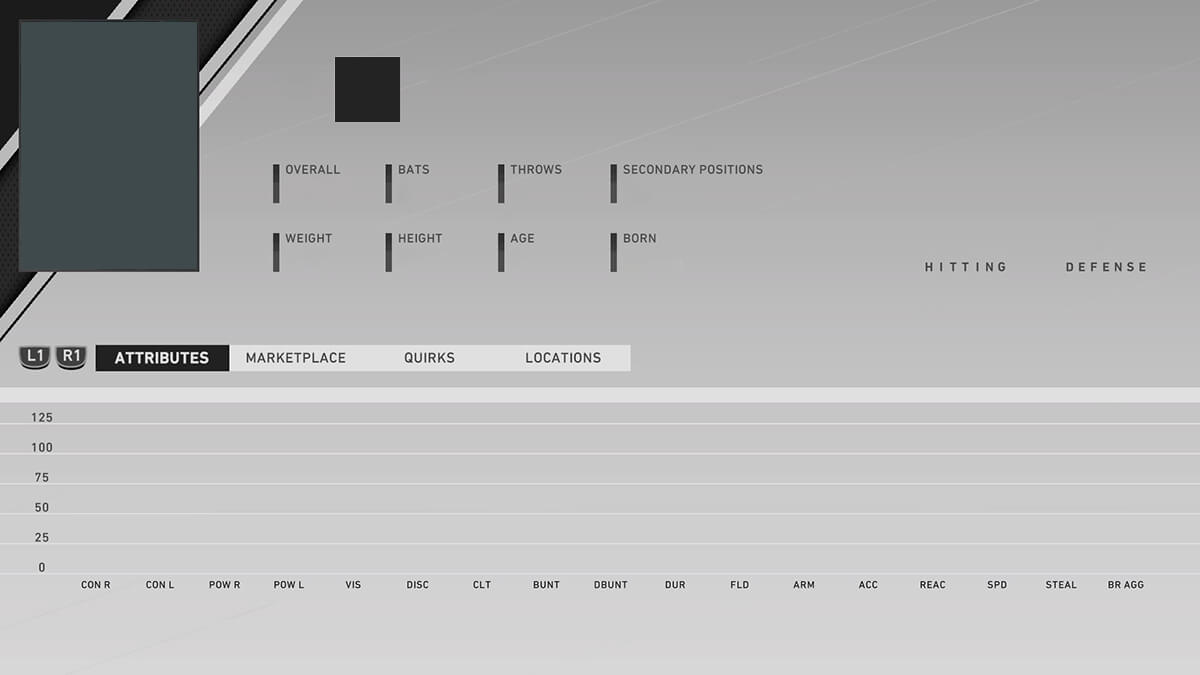 OVERALL BATS THROWS SECONDARY POSITIONS
WEIGHT HEIGHT AGE BORN
HITTING DEFENSE
L1 R1 ATTRIBUTES MARKETPLACE QUIRKS LOCATIONS
125
100
75
50
25
0
CON R CON L POW R POW L VIS DISC CLT BUNT DBUNT DUR FLD ARM ACC REAC SPD STEAL BR AGG